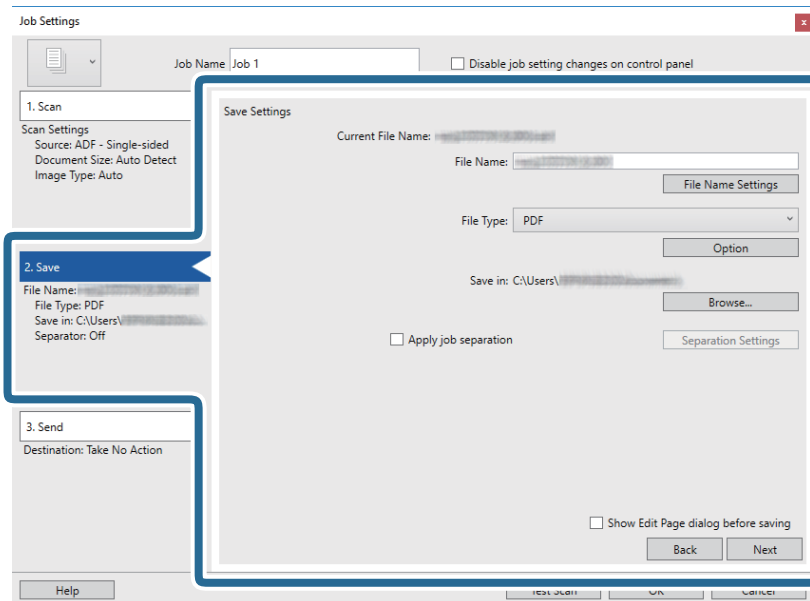 Job Settings
x
Job Name Job 1
Disable job setting changes on control panel
1. Scan
Scan Settings
Source: ADF - Single-sided
Document Size: Auto Detect
Image Type: Auto
2. Save
File Name:
File Type: PDF
Save in: C:\Users\
Separator: Off
3. Send
Destination: Take No Action
Save Settings
Current File Name:
File Name:
File Name Settings
File Type: PDF
Option
Save in: C:\Users\
Browse...
Apply job separation
Separation Settings
Show Edit Page dialog before saving
Back Next
Help Test Scan OK Cancel